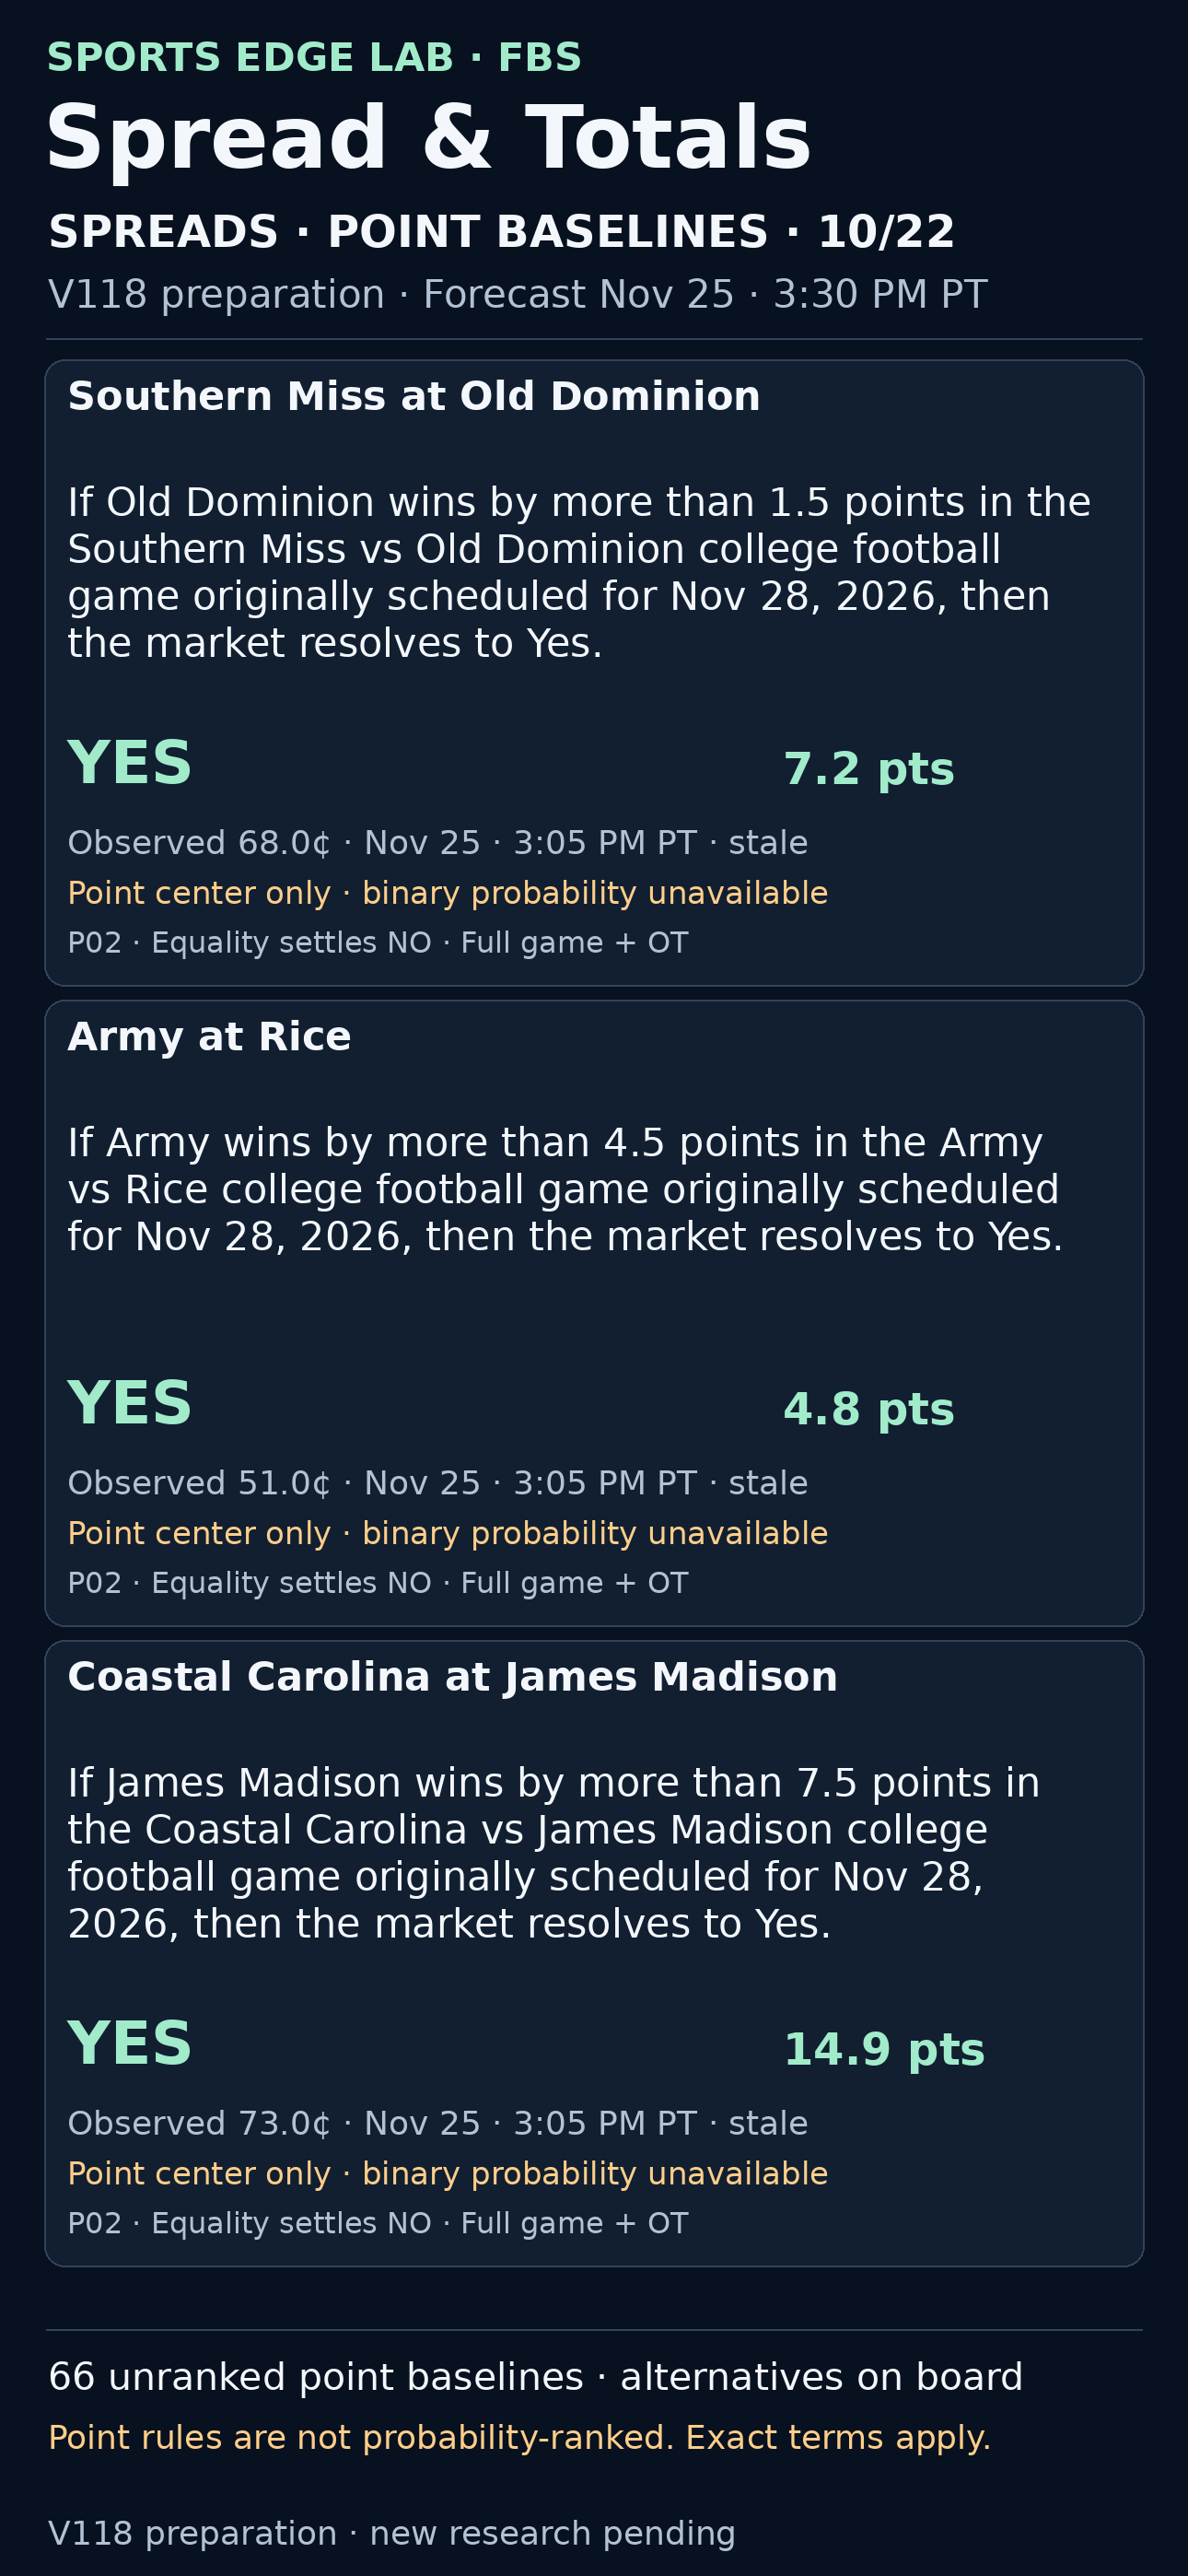 SPORTS EDGE LAB · FBS
Spread & Totals
SPREADS · POINT BASELINES · 10/22
V118 preparation · Forecast Nov 25 · 3:30 PM PT
Southern Miss at Old Dominion
If Old Dominion wins by more than 1.5 points in the
Southern Miss vs Old Dominion college football
game originally scheduled for Nov 28, 2026, then
the market resolves to Yes.
YES
7.2 pts
Observed 68.0¢ · Nov 25 · 3:05 PM PT · stale
Point center only · binary probability unavailable
P02 · Equality settles NO · Full game + OT
Army at Rice
If Army wins by more than 4.5 points in the Army
vs Rice college football game originally scheduled
for Nov 28, 2026, then the market resolves to Yes.
YES
4.8 pts
Observed 51.0¢ · Nov 25 · 3:05 PM PT · stale
Point center only · binary probability unavailable
P02 · Equality settles NO · Full game + OT
Coastal Carolina at James Madison
If James Madison wins by more than 7.5 points in
the Coastal Carolina vs James Madison college
football game originally scheduled for Nov 28,
2026, then the market resolves to Yes.
YES
14.9 pts
Observed 73.0¢ · Nov 25 · 3:05 PM PT · stale
Point center only · binary probability unavailable
P02 · Equality settles NO · Full game + OT
66 unranked point baselines · alternatives on board
Point rules are not probability-ranked. Exact terms apply.
V118 preparation · new research pending